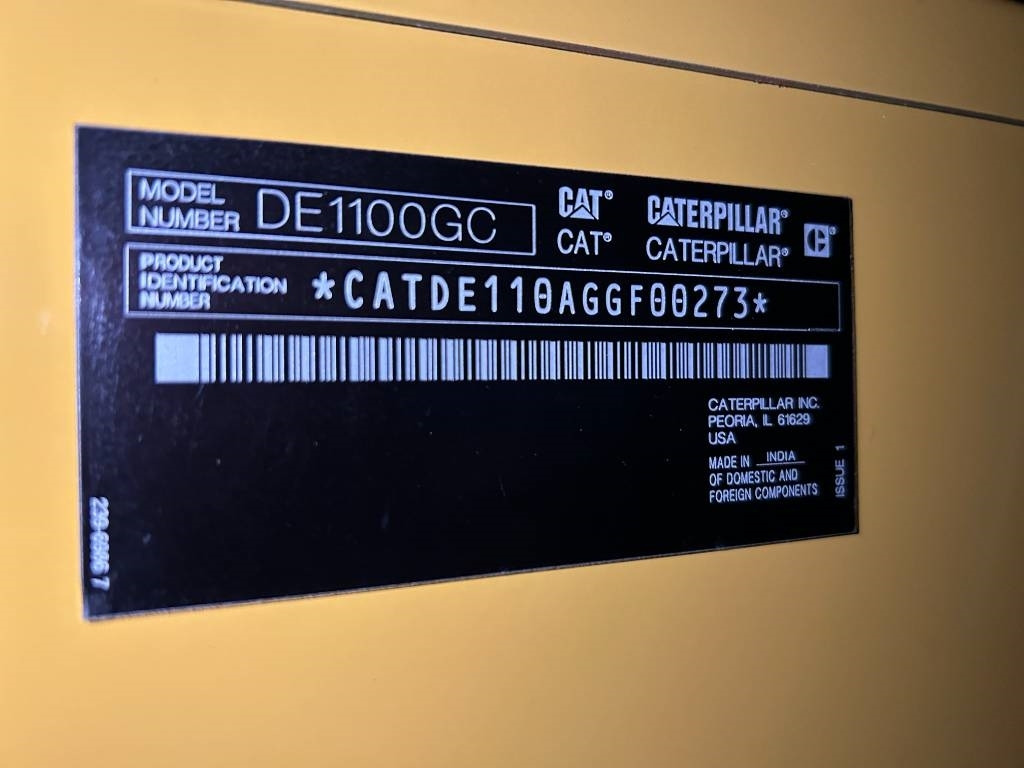 MODEL
NUMBER DE1100GC
CAT® CATERPILLAR®
CAT® CATERPILLAR®
PRODUCT
IDENTIFICATION
NUMBER *CATDE110AGGF00273*
CATERPILLAR INC.
PEORIA, IL 61629
USA
MADE IN INDIA
OF DOMESTIC AND
FOREIGN COMPONENTS
ISSUE 1